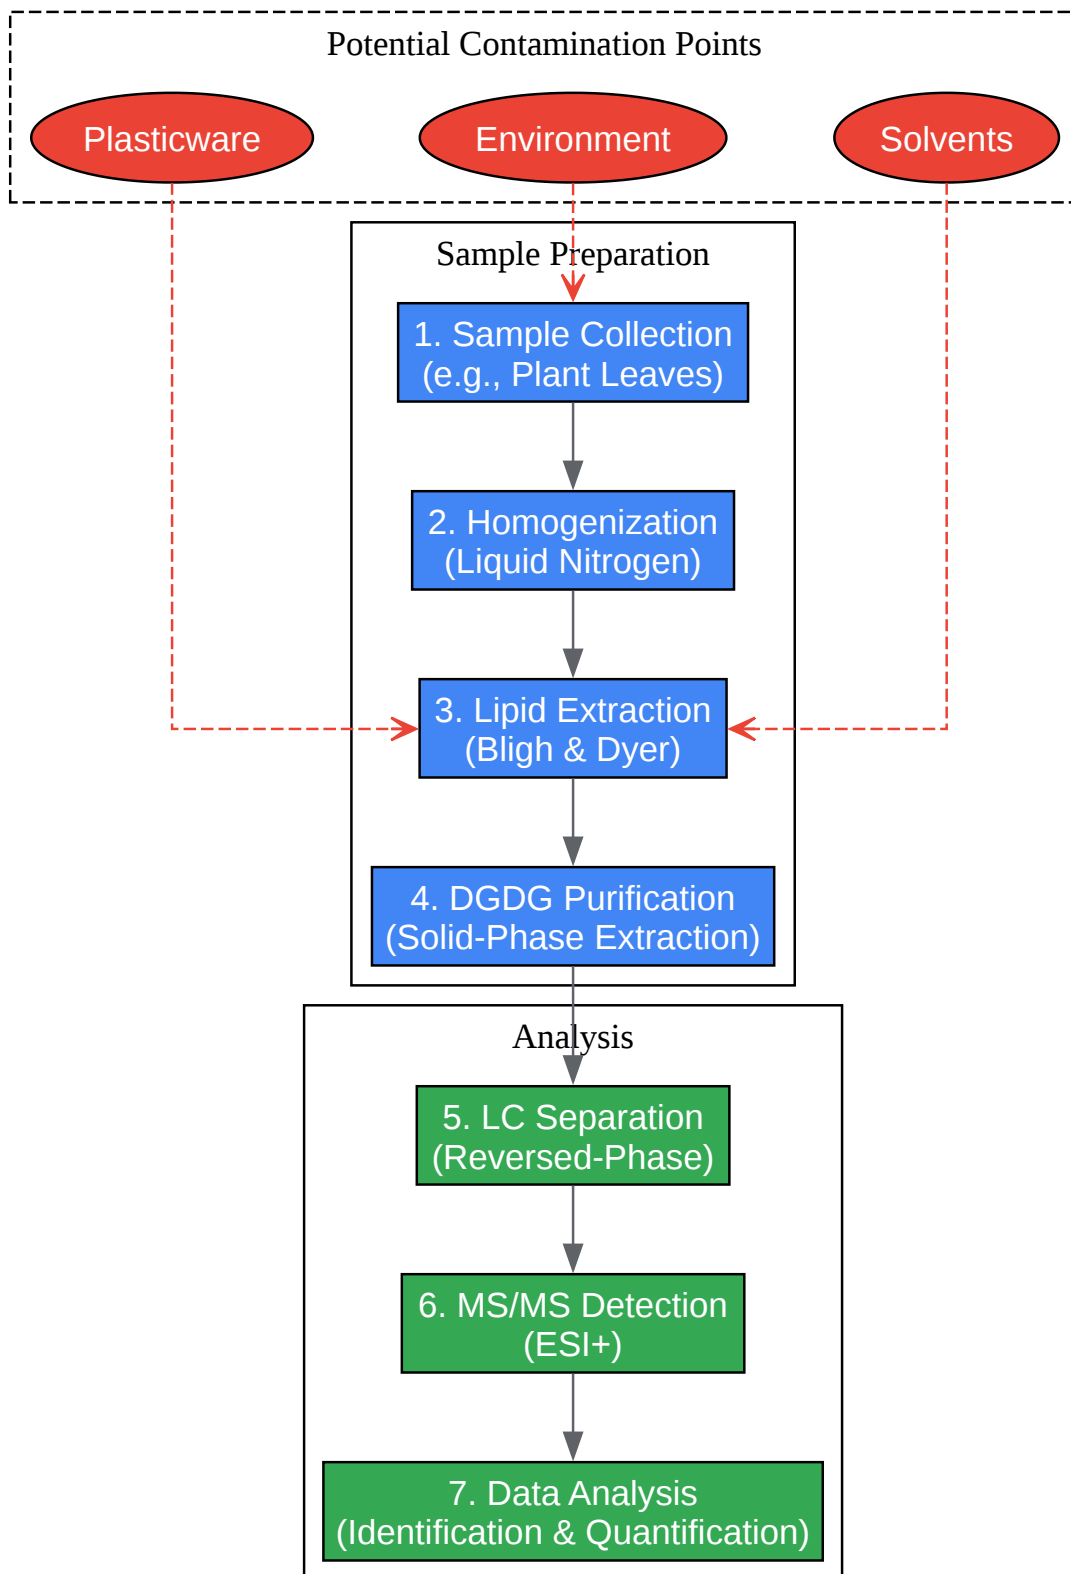 Potential Contamination Points
Plasticware
Environment
Solvents
Sample Preparation
1. Sample Collection
(e.g., Plant Leaves)
2. Homogenization
(Liquid Nitrogen)
3. Lipid Extraction
(Bligh & Dyer)
4. DGDG Purification
(Solid-Phase Extraction)
Analysis
5. LC Separation
(Reversed-Phase)
6. MS/MS Detection
(ESI+)
7. Data Analysis
(Identification & Quantification)